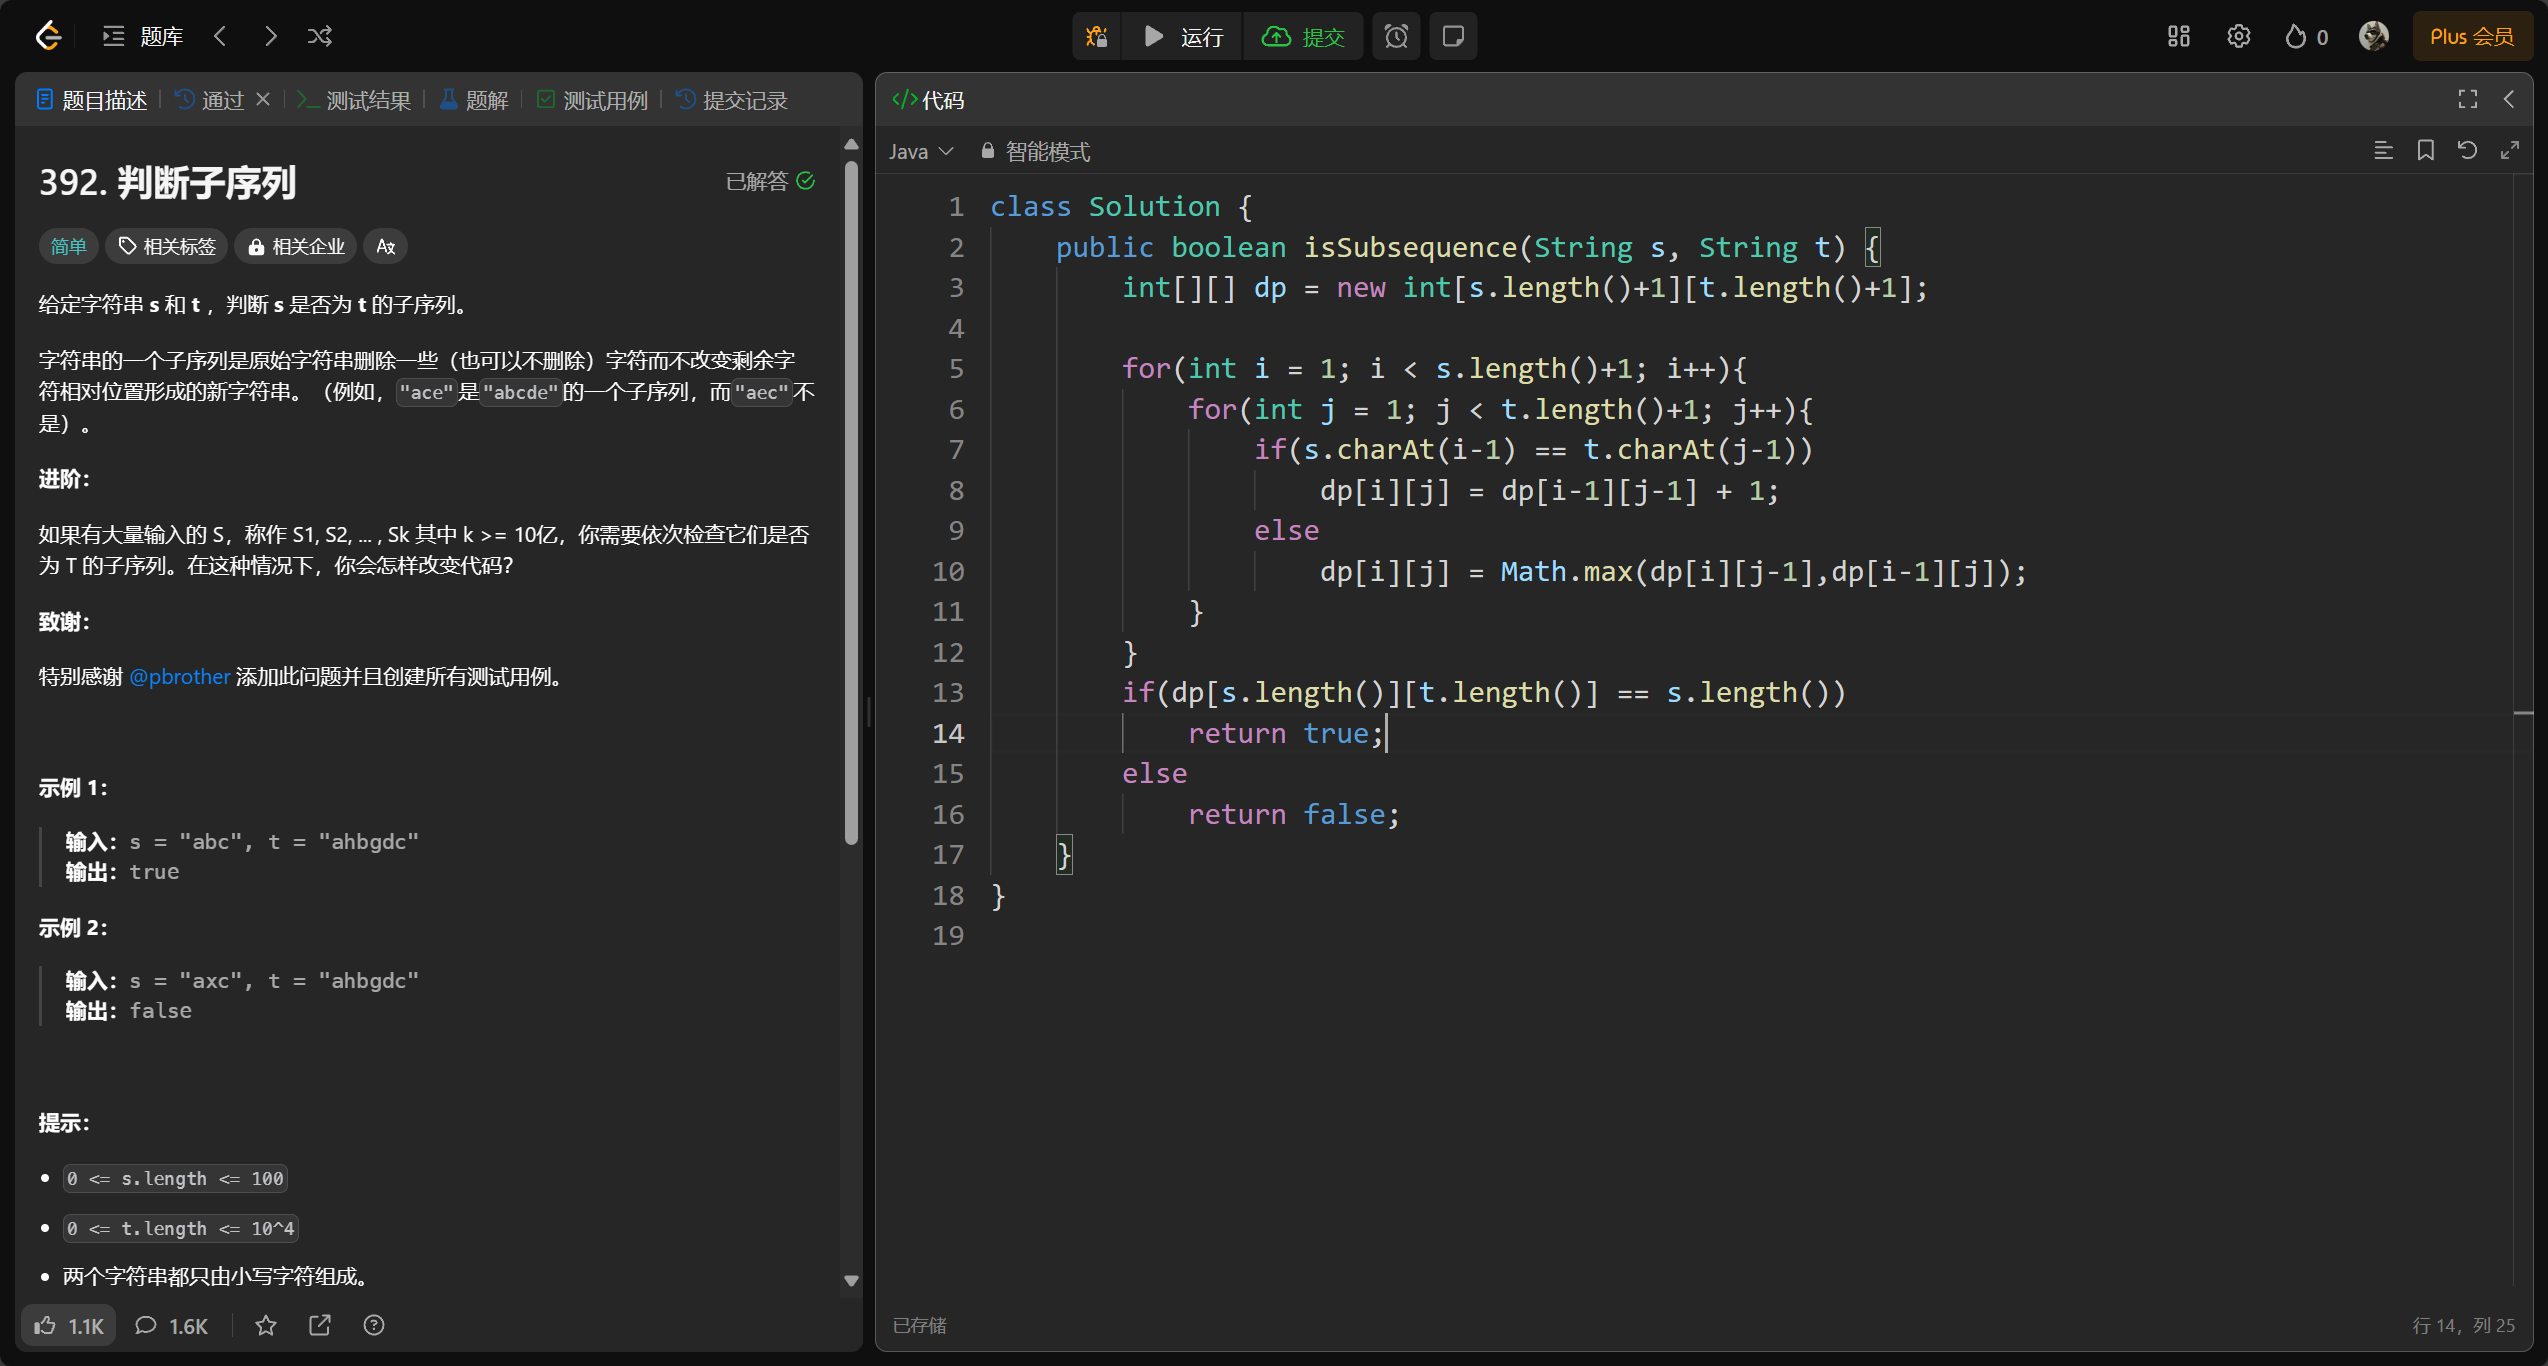 题库
运行
提交
0
Plus 会员
题目描述
通过
测试结果
题解
测试用例
提交记录
392. 判断子序列
已解答
简单
相关标签
相关企业
给定字符串 s 和 t ，判断 s 是否为 t 的子序列。
字符串的一个子序列是原始字符串删除一些（也可以不删除）字符而不改变剩余字
符相对位置形成的新字符串。（例如，"ace"是"abcde"的一个子序列，而"aec"不
是）。
进阶：
如果有大量输入的 S，称作 S1, S2, ... , Sk 其中 k >= 10亿，你需要依次检查它们是否
为 T 的子序列。在这种情况下，你会怎样改变代码？
致谢：
特别感谢 @pbrother 添加此问题并且创建所有测试用例。
示例 1：
输入：s = "abc", t = "ahbgdc"
输出：true
示例 2：
输入：s = "axc", t = "ahbgdc"
输出：false
提示：
0 <= s.length <= 100
0 <= t.length <= 10^4
两个字符串都只由小写字符组成。
1.1K
1.6K
</>代码
Java
智能模式
1 class Solution {
2     public boolean isSubsequence(String s, String t) {
3         int[][] dp = new int[s.length()+1][t.length()+1];
4
5         for(int i = 1; i < s.length()+1; i++){
6             for(int j = 1; j < t.length()+1; j++){
7                 if(s.charAt(i-1) == t.charAt(j-1))
8                     dp[i][j] = dp[i-1][j-1] + 1;
9                 else
10                     dp[i][j] = Math.max(dp[i][j-1],dp[i-1][j]);
11             }
12         }
13         if(dp[s.length()][t.length()] == s.length())
14             return true;
15         else
16             return false;
17     }
18 }
19
已存储
行 14，列 25